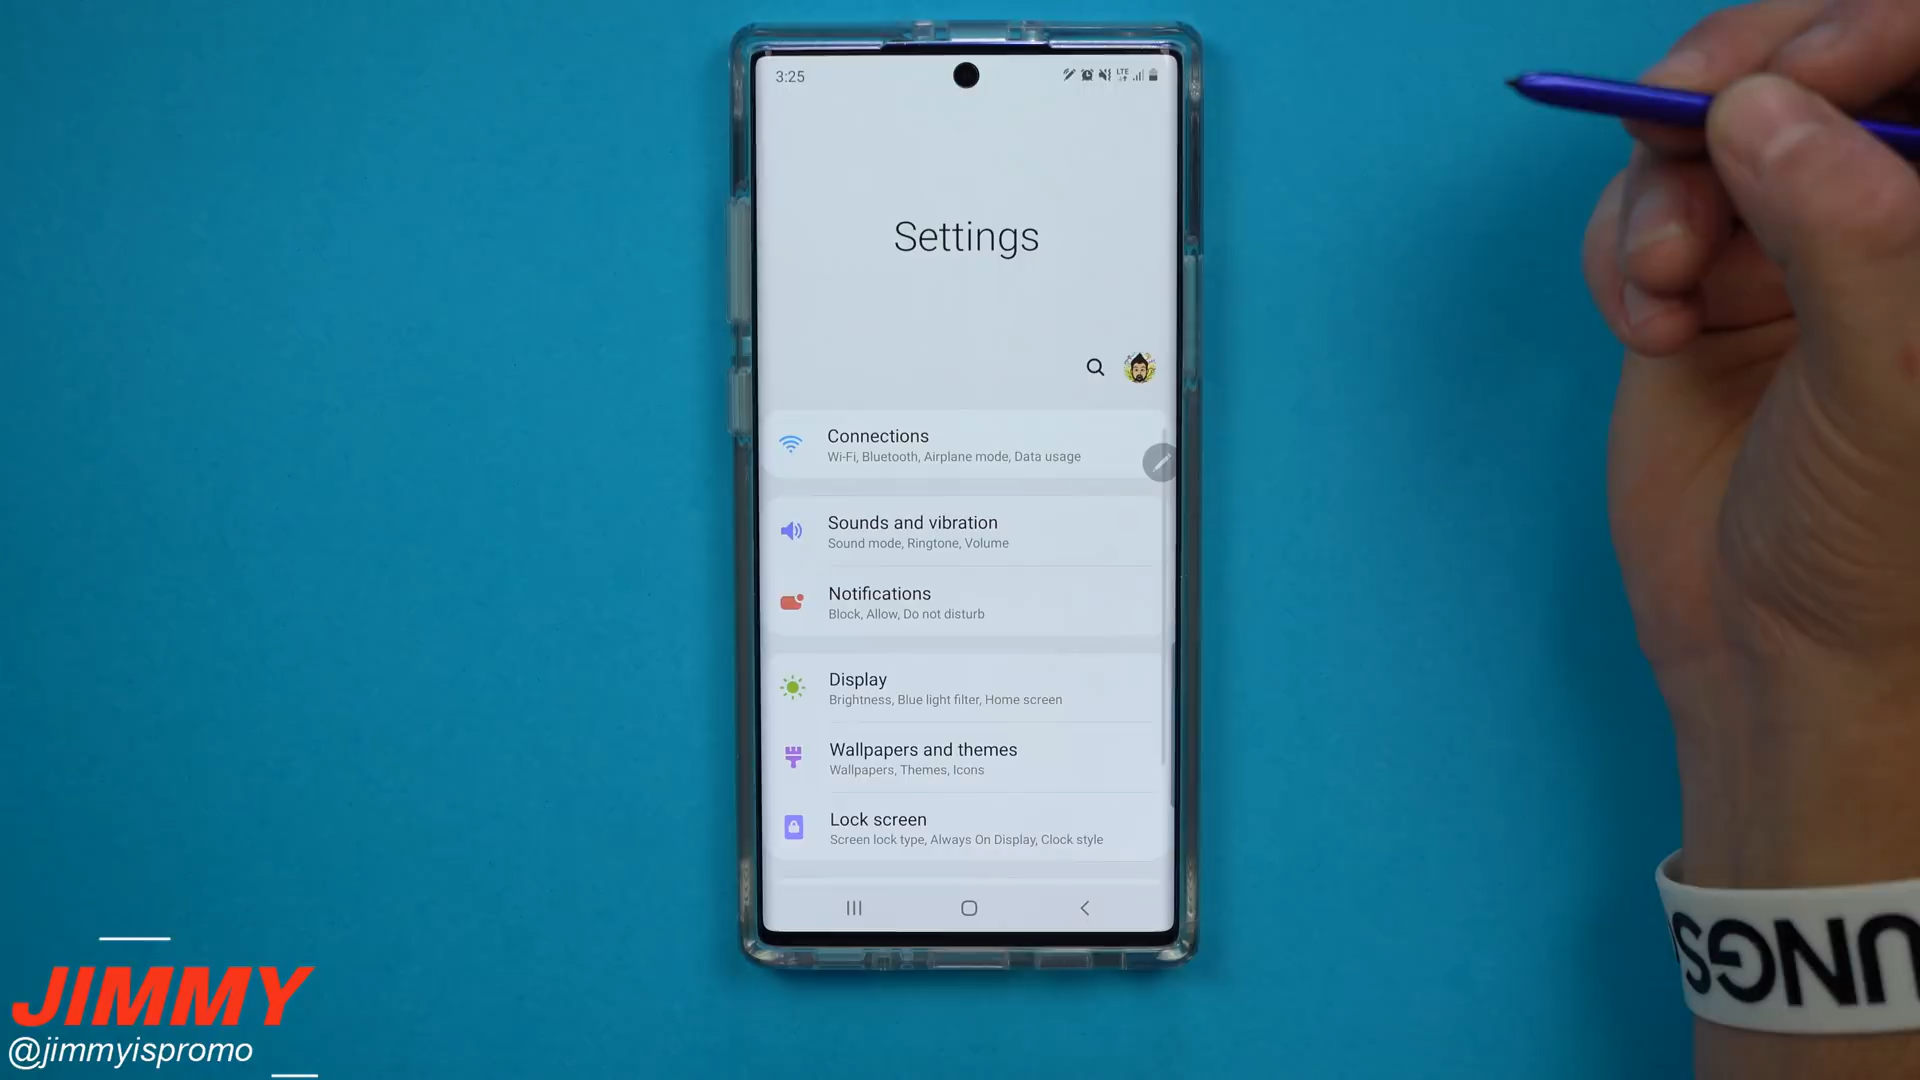 3:25
LTE
Settings
Connections
Wi-Fi, Bluetooth, Airplane mode, Data usage
Sounds and vibration
Sound mode, Ringtone, Volume
Notifications
Block, Allow, Do not disturb
Display
Brightness, Blue light filter, Home screen
Wallpapers and themes
Wallpapers, Themes, Icons
Lock screen
Screen lock type, Always On Display, Clock style
JIMMY
@jimmyispromo